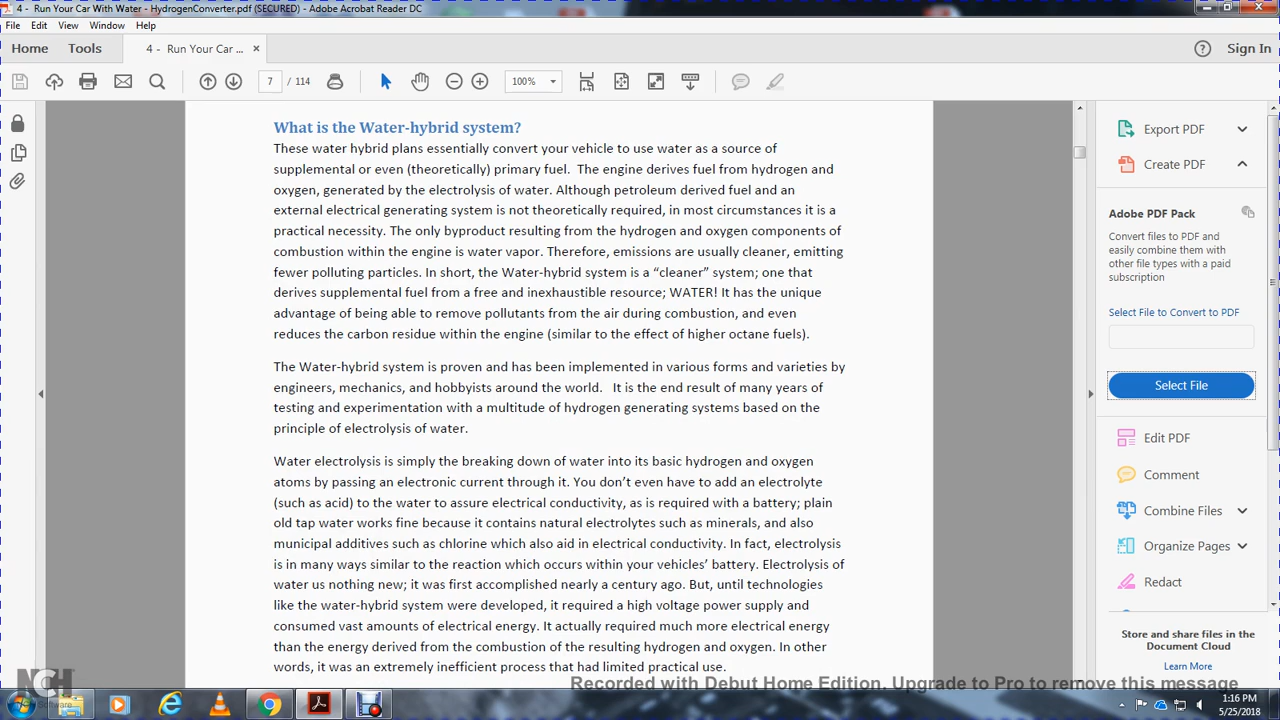 4 - Run Your Car With Water - HydrogenConverter.pdf (SECURED) - Adobe Acrobat Reader DC
File Edit View Window Help
Home Tools 4 - Run Your Car ... × Sign In
7 / 114 100%
What is the Water-hybrid system?
These water hybrid plans essentially convert your vehicle to use water as a source of
supplemental or even (theoretically) primary fuel. The engine derives fuel from hydrogen and
oxygen, generated by the electrolysis of water. Although petroleum derived fuel and an
external electrical generating system is not theoretically required, in most circumstances it is a
practical necessity. The only byproduct resulting from the hydrogen and oxygen components of
combustion within the engine is water vapor. Therefore, emissions are usually cleaner, emitting
fewer polluting particles. In short, the Water-hybrid system is a “cleaner” system; one that
derives supplemental fuel from a free and inexhaustible resource; WATER! It has the unique
advantage of being able to remove pollutants from the air during combustion, and even
reduces the carbon residue within the engine (similar to the effect of higher octane fuels).
The Water-hybrid system is proven and has been implemented in various forms and varieties by
engineers, mechanics, and hobbyists around the world. It is the end result of many years of
testing and experimentation with a multitude of hydrogen generating systems based on the
principle of electrolysis of water.
Water electrolysis is simply the breaking down of water into its basic hydrogen and oxygen
atoms by passing an electronic current through it. You don’t even have to add an electrolyte
(such as acid) to the water to assure electrical conductivity, as is required with a battery; plain
old tap water works fine because it contains natural electrolytes such as minerals, and also
municipal additives such as chlorine which also aid in electrical conductivity. In fact, electrolysis
is in many ways similar to the reaction which occurs within your vehicles’ battery. Electrolysis of
water us nothing new; it was first accomplished nearly a century ago. But, until technologies
like the water-hybrid system were developed, it required a high voltage power supply and
consumed vast amounts of electrical energy. It actually required much more electrical energy
than the energy derived from the combustion of the resulting hydrogen and oxygen. In other
words, it was an extremely inefficient process that had limited practical use.
Export PDF
Create PDF
Adobe PDF Pack
Convert files to PDF and
easily combine them with
other file types with a paid
subscription
Select File to Convert to PDF
Select File
Edit PDF
Comment
Combine Files
Organize Pages
Redact
Store and share files in the
Document Cloud
Learn More
NCH
Software
Recorded with Debut Home Edition. Upgrade to Pro to remove this message
1:16 PM
5/25/2018